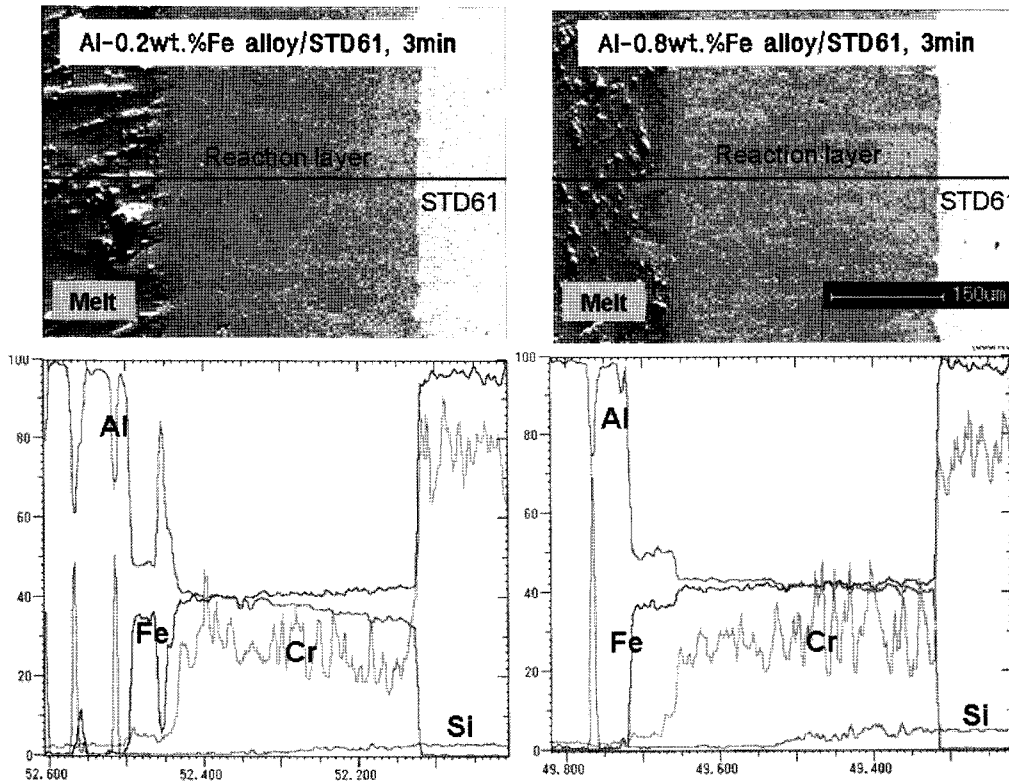 Al-0.2wt.%Fe alloy/STD61, 3min
Reaction layer
STD61
Melt
Al-0.8wt.%Fe alloy/STD61, 3min
Reaction layer
STD61
Melt
150um
100
80
60
40
20
0
Al
Fe
Cr
Si
52.600
52.400
52.200
100
80
60
40
20
0
Al
Fe
Cr
Si
49.800
49.600
49.400